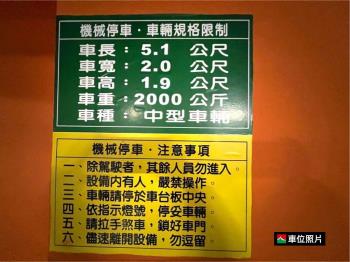 機械停車・車輛規格限制
車長：5.1 公尺
車寬：2.0 公尺
車高：1.9 公尺
車重：2000 公斤
車種：中型車輛
機械停車・注意事項
一、除駕駛者，其餘人員勿進入。
二、設備內有人，嚴禁操作。
三、車輛請停於車台板中央。
四、依指示燈號，停妥車輛。
五、請拉手煞車，鎖好車門。
六、儘速離開設備，勿逗留。
車位照片